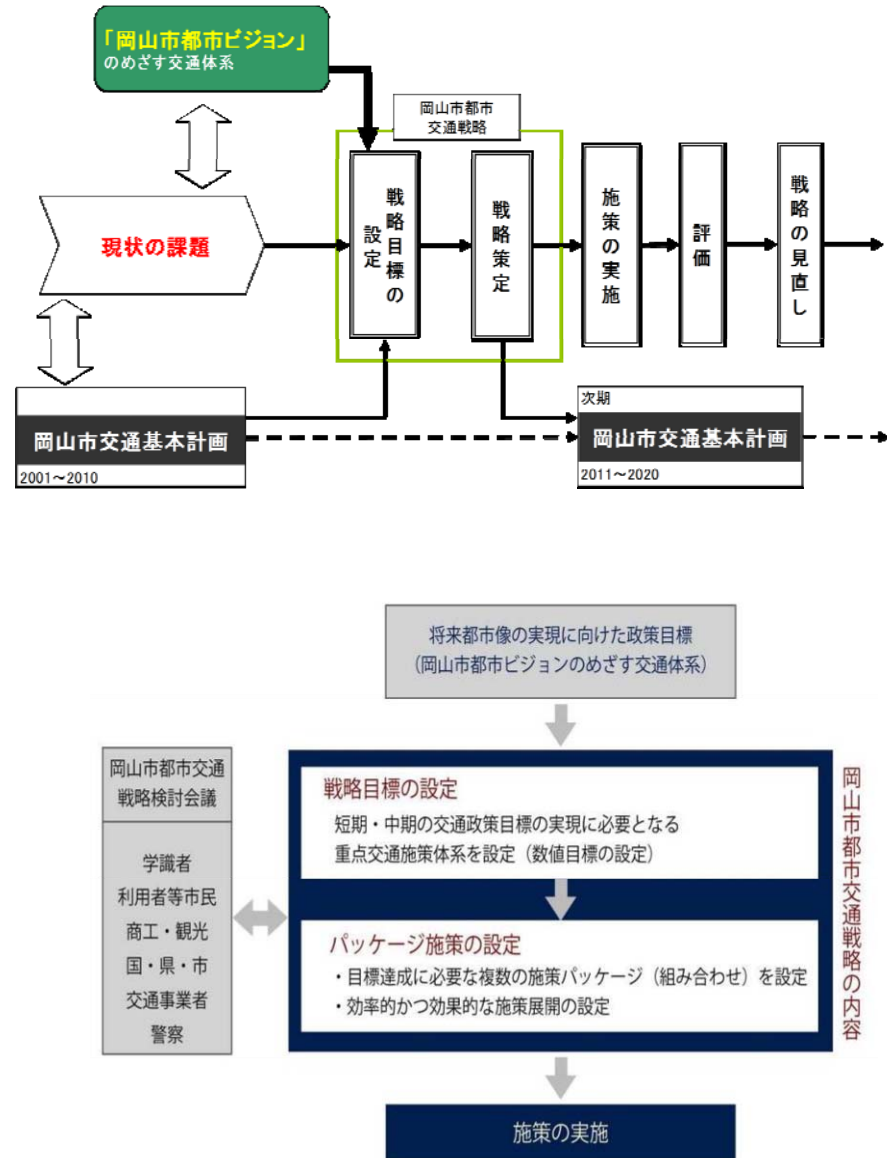 「岡山市都市ビジョン」
のめざす交通体系
岡山市都市
交通戦略
現状の課題
戦略目標の
設定
戦略策定
施策の実施
評価
戦略の見直し
岡山市交通基本計画
2001～2010
次期
岡山市交通基本計画
2011～2020
将来都市像の実現に向けた政策目標
(岡山市都市ビジョンのめざす交通体系)
岡山市都市交通
戦略検討会議
学識者
利用者等市民
商工・観光
国・県・市
交通事業者
警察
戦略目標の設定
短期・中期の交通政策目標の実現に必要となる
重点交通施策体系を設定（数値目標の設定）
パッケージ施策の設定
・目標達成に必要な複数の施策パッケージ（組み合わせ）を設定
・効率的かつ効果的な施策展開の設定
岡山市都市交通戦略の内容
施策の実施